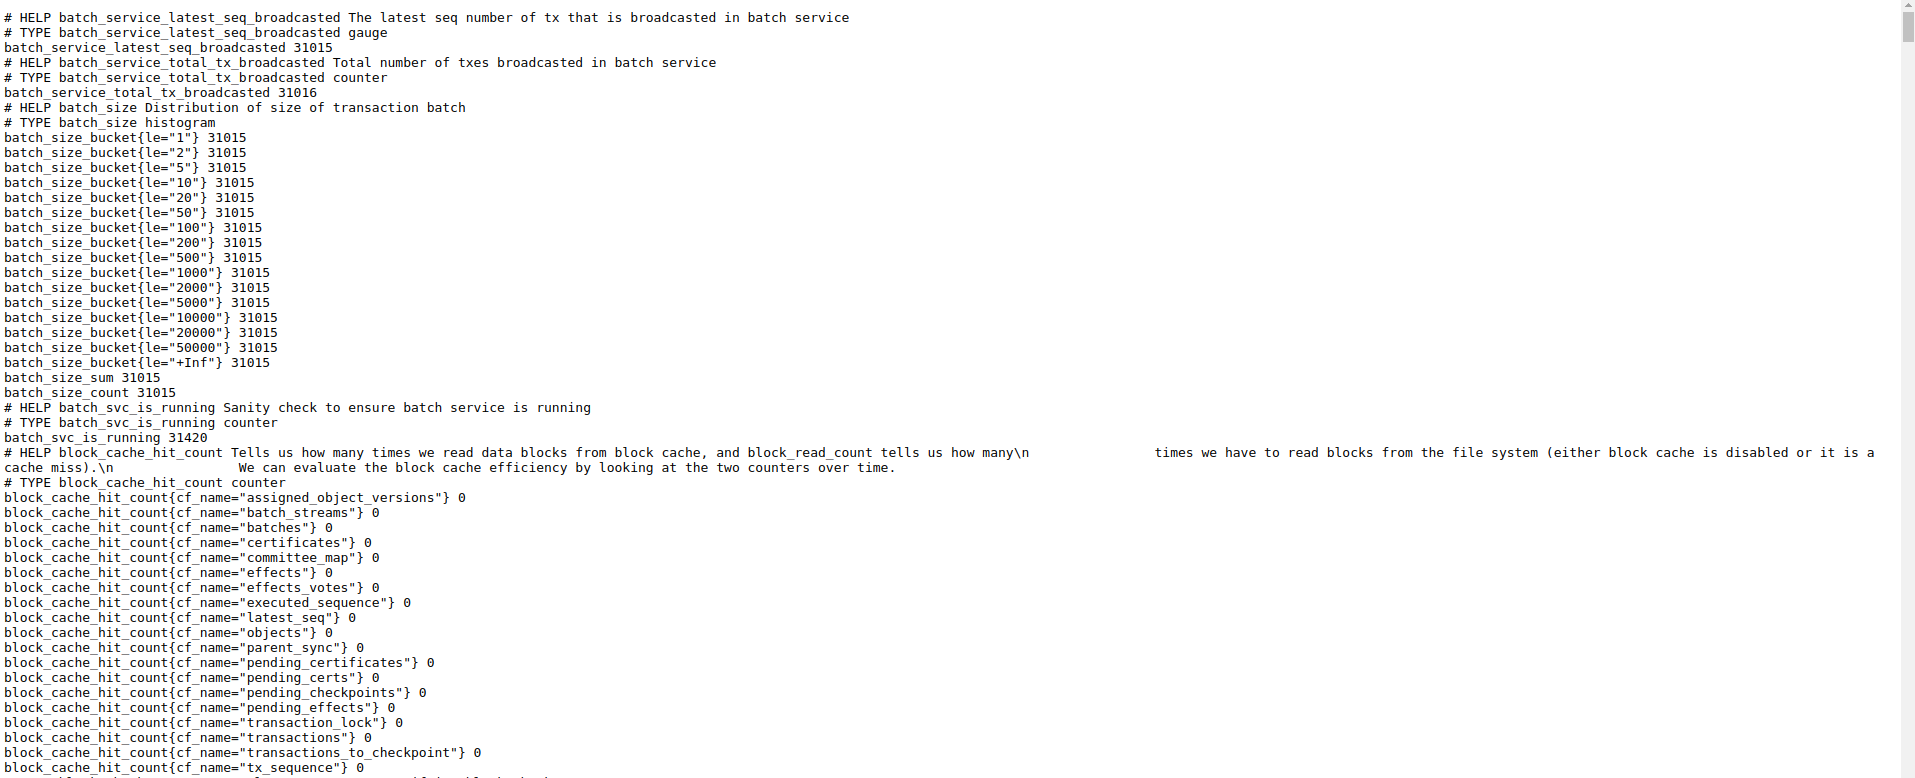 # HELP batch_service_latest_seq_broadcasted The latest seq number of tx that is broadcasted in batch service
# TYPE batch_service_latest_seq_broadcasted gauge
batch_service_latest_seq_broadcasted 31015
# HELP batch_service_total_tx_broadcasted Total number of txes broadcasted in batch service
# TYPE batch_service_total_tx_broadcasted counter
batch_service_total_tx_broadcasted 31016
# HELP batch_size Distribution of size of transaction batch
# TYPE batch_size histogram
batch_size_bucket{le="1"} 31015
batch_size_bucket{le="2"} 31015
batch_size_bucket{le="5"} 31015
batch_size_bucket{le="10"} 31015
batch_size_bucket{le="20"} 31015
batch_size_bucket{le="50"} 31015
batch_size_bucket{le="100"} 31015
batch_size_bucket{le="200"} 31015
batch_size_bucket{le="500"} 31015
batch_size_bucket{le="1000"} 31015
batch_size_bucket{le="2000"} 31015
batch_size_bucket{le="5000"} 31015
batch_size_bucket{le="10000"} 31015
batch_size_bucket{le="20000"} 31015
batch_size_bucket{le="50000"} 31015
batch_size_bucket{le="+Inf"} 31015
batch_size_sum 31015
batch_size_count 31015
# HELP batch_svc_is_running Sanity check to ensure batch service is running
# TYPE batch_svc_is_running counter
batch_svc_is_running 31420
# HELP block_cache_hit_count Tells us how many times we read data blocks from block cache, and block_read_count tells us how many\n                times we have to read blocks from the file system (either block cache is disabled or it is a
cache miss).\n                We can evaluate the block cache efficiency by looking at the two counters over time.
# TYPE block_cache_hit_count counter
block_cache_hit_count{cf_name="assigned_object_versions"} 0
block_cache_hit_count{cf_name="batch_streams"} 0
block_cache_hit_count{cf_name="batches"} 0
block_cache_hit_count{cf_name="certificates"} 0
block_cache_hit_count{cf_name="committee_map"} 0
block_cache_hit_count{cf_name="effects"} 0
block_cache_hit_count{cf_name="effects_votes"} 0
block_cache_hit_count{cf_name="executed_sequence"} 0
block_cache_hit_count{cf_name="latest_seq"} 0
block_cache_hit_count{cf_name="objects"} 0
block_cache_hit_count{cf_name="parent_sync"} 0
block_cache_hit_count{cf_name="pending_certificates"} 0
block_cache_hit_count{cf_name="pending_certs"} 0
block_cache_hit_count{cf_name="pending_checkpoints"} 0
block_cache_hit_count{cf_name="pending_effects"} 0
block_cache_hit_count{cf_name="transaction_lock"} 0
block_cache_hit_count{cf_name="transactions"} 0
block_cache_hit_count{cf_name="transactions_to_checkpoint"} 0
block_cache_hit_count{cf_name="tx_sequence"} 0